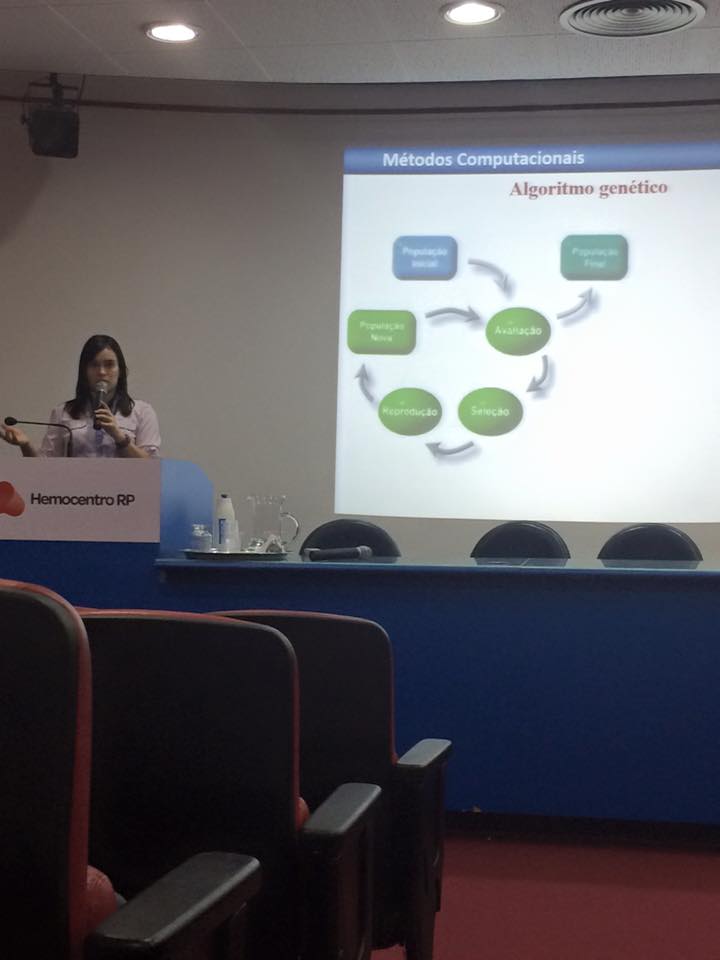 Métodos Computacionais
Algoritmo genético
População
Inicial
População
Final
População
Nova
Avaliação
Reprodução
Seleção
Hemocentro RP